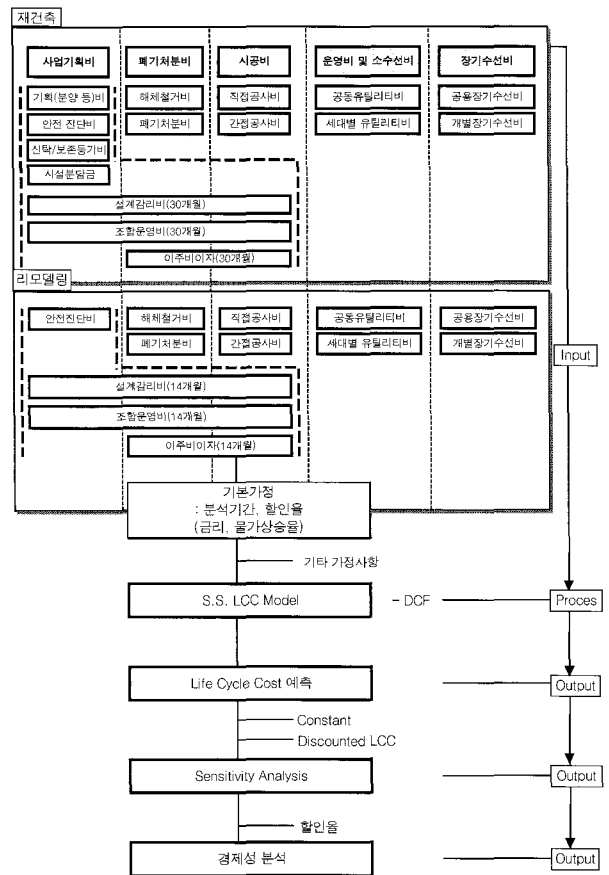 재건축
사업기획비 폐기처분비 시공비 운영비 및 소수선비 장기수선비
기획(분양 등)비 해체철거비 직접공사비 공동유틸리티비 공용장기수선비
안전 진단비 폐기처분비 간접공사비 세대별 유틸리티비 개별장기수선비
신탁/보존등기비
시설분담금
설계감리비(30개월)
조합운영비(30개월)
이주비이자(30개월)
리모델링
안전진단비 해체철거비 직접공사비 공동유틸리티비 공용장기수선비
폐기처분비 간접공사비 세대별 유틸리티비 개별장기수선비
Input
설계감리비(14개월)
조합운영비(14개월)
이주비이자(14개월)
기본가정
: 분석기간, 할인율
(금리, 물가상승율)
기타 가정사항
S.S. LCC Model – DCF Proces
Life Cycle Cost 예측 Output
Constant
Discounted LCC
Sensitivity Analysis Output
할인율
경제성 분석 Output